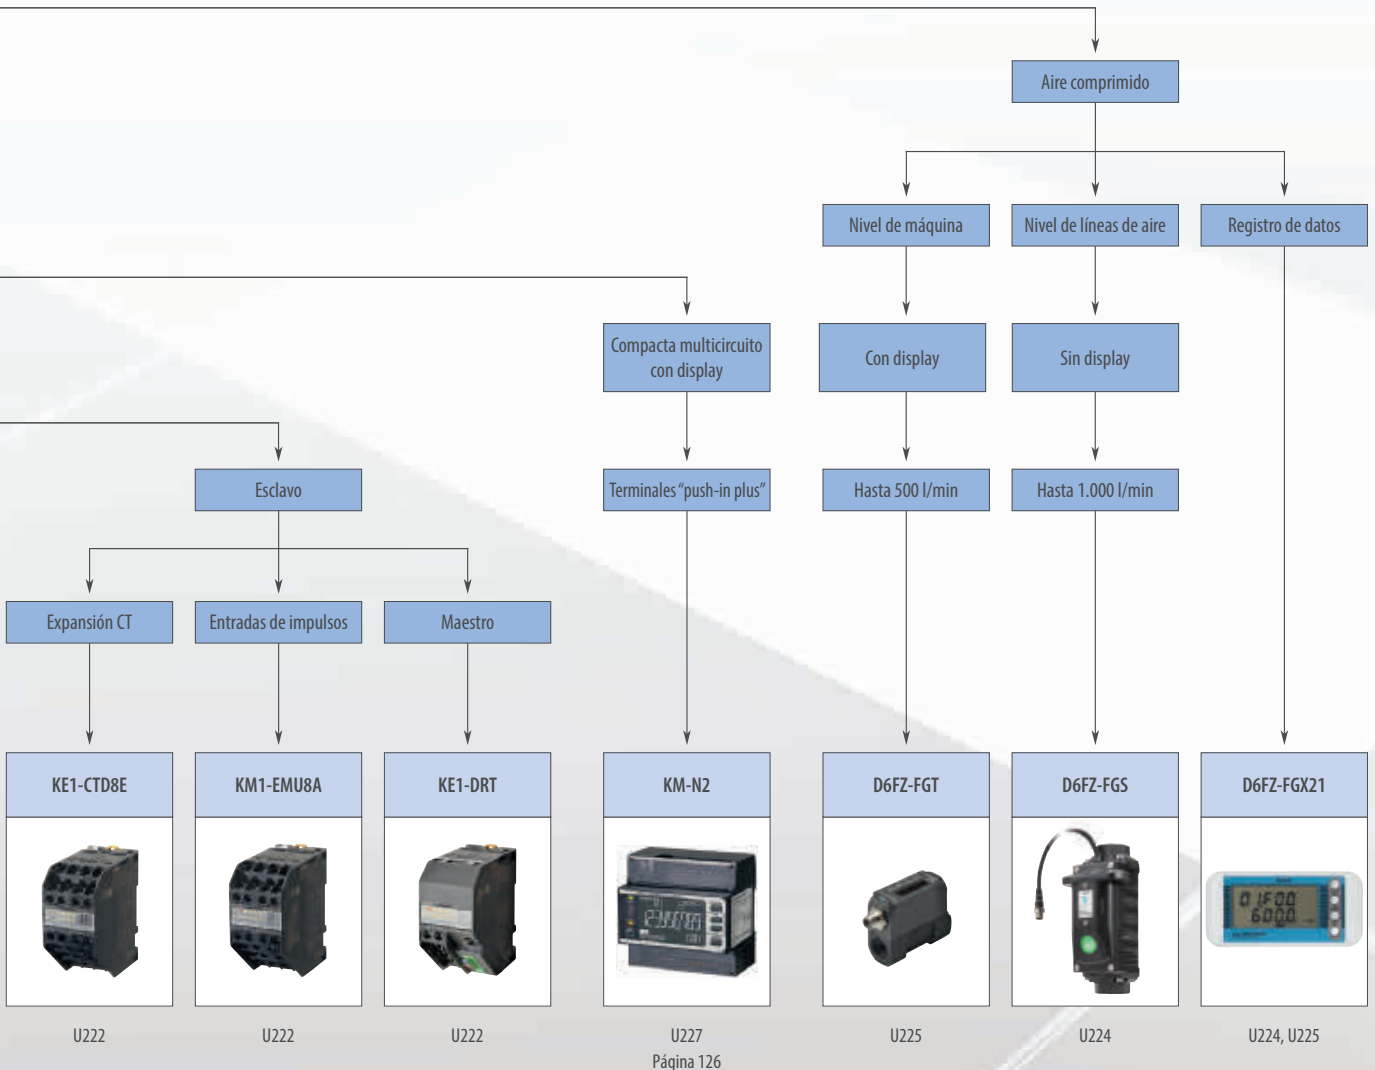 Aire comprimido
Nivel de máquina
Nivel de líneas de aire
Registro de datos
Compacta multicircuito
con display
Con display
Sin display
Esclavo
Terminales “push-in plus”
Hasta 500 l/min
Hasta 1.000 l/min
Expansión CT
Entradas de impulsos
Maestro
KE1-CTD8E
KM1-EMU8A
KE1-DRT
KM-N2
D6FZ-FGT
D6FZ-FGS
D6FZ-FGX21
U222
U222
U222
U227
Página 126
U225
U224
U224, U225